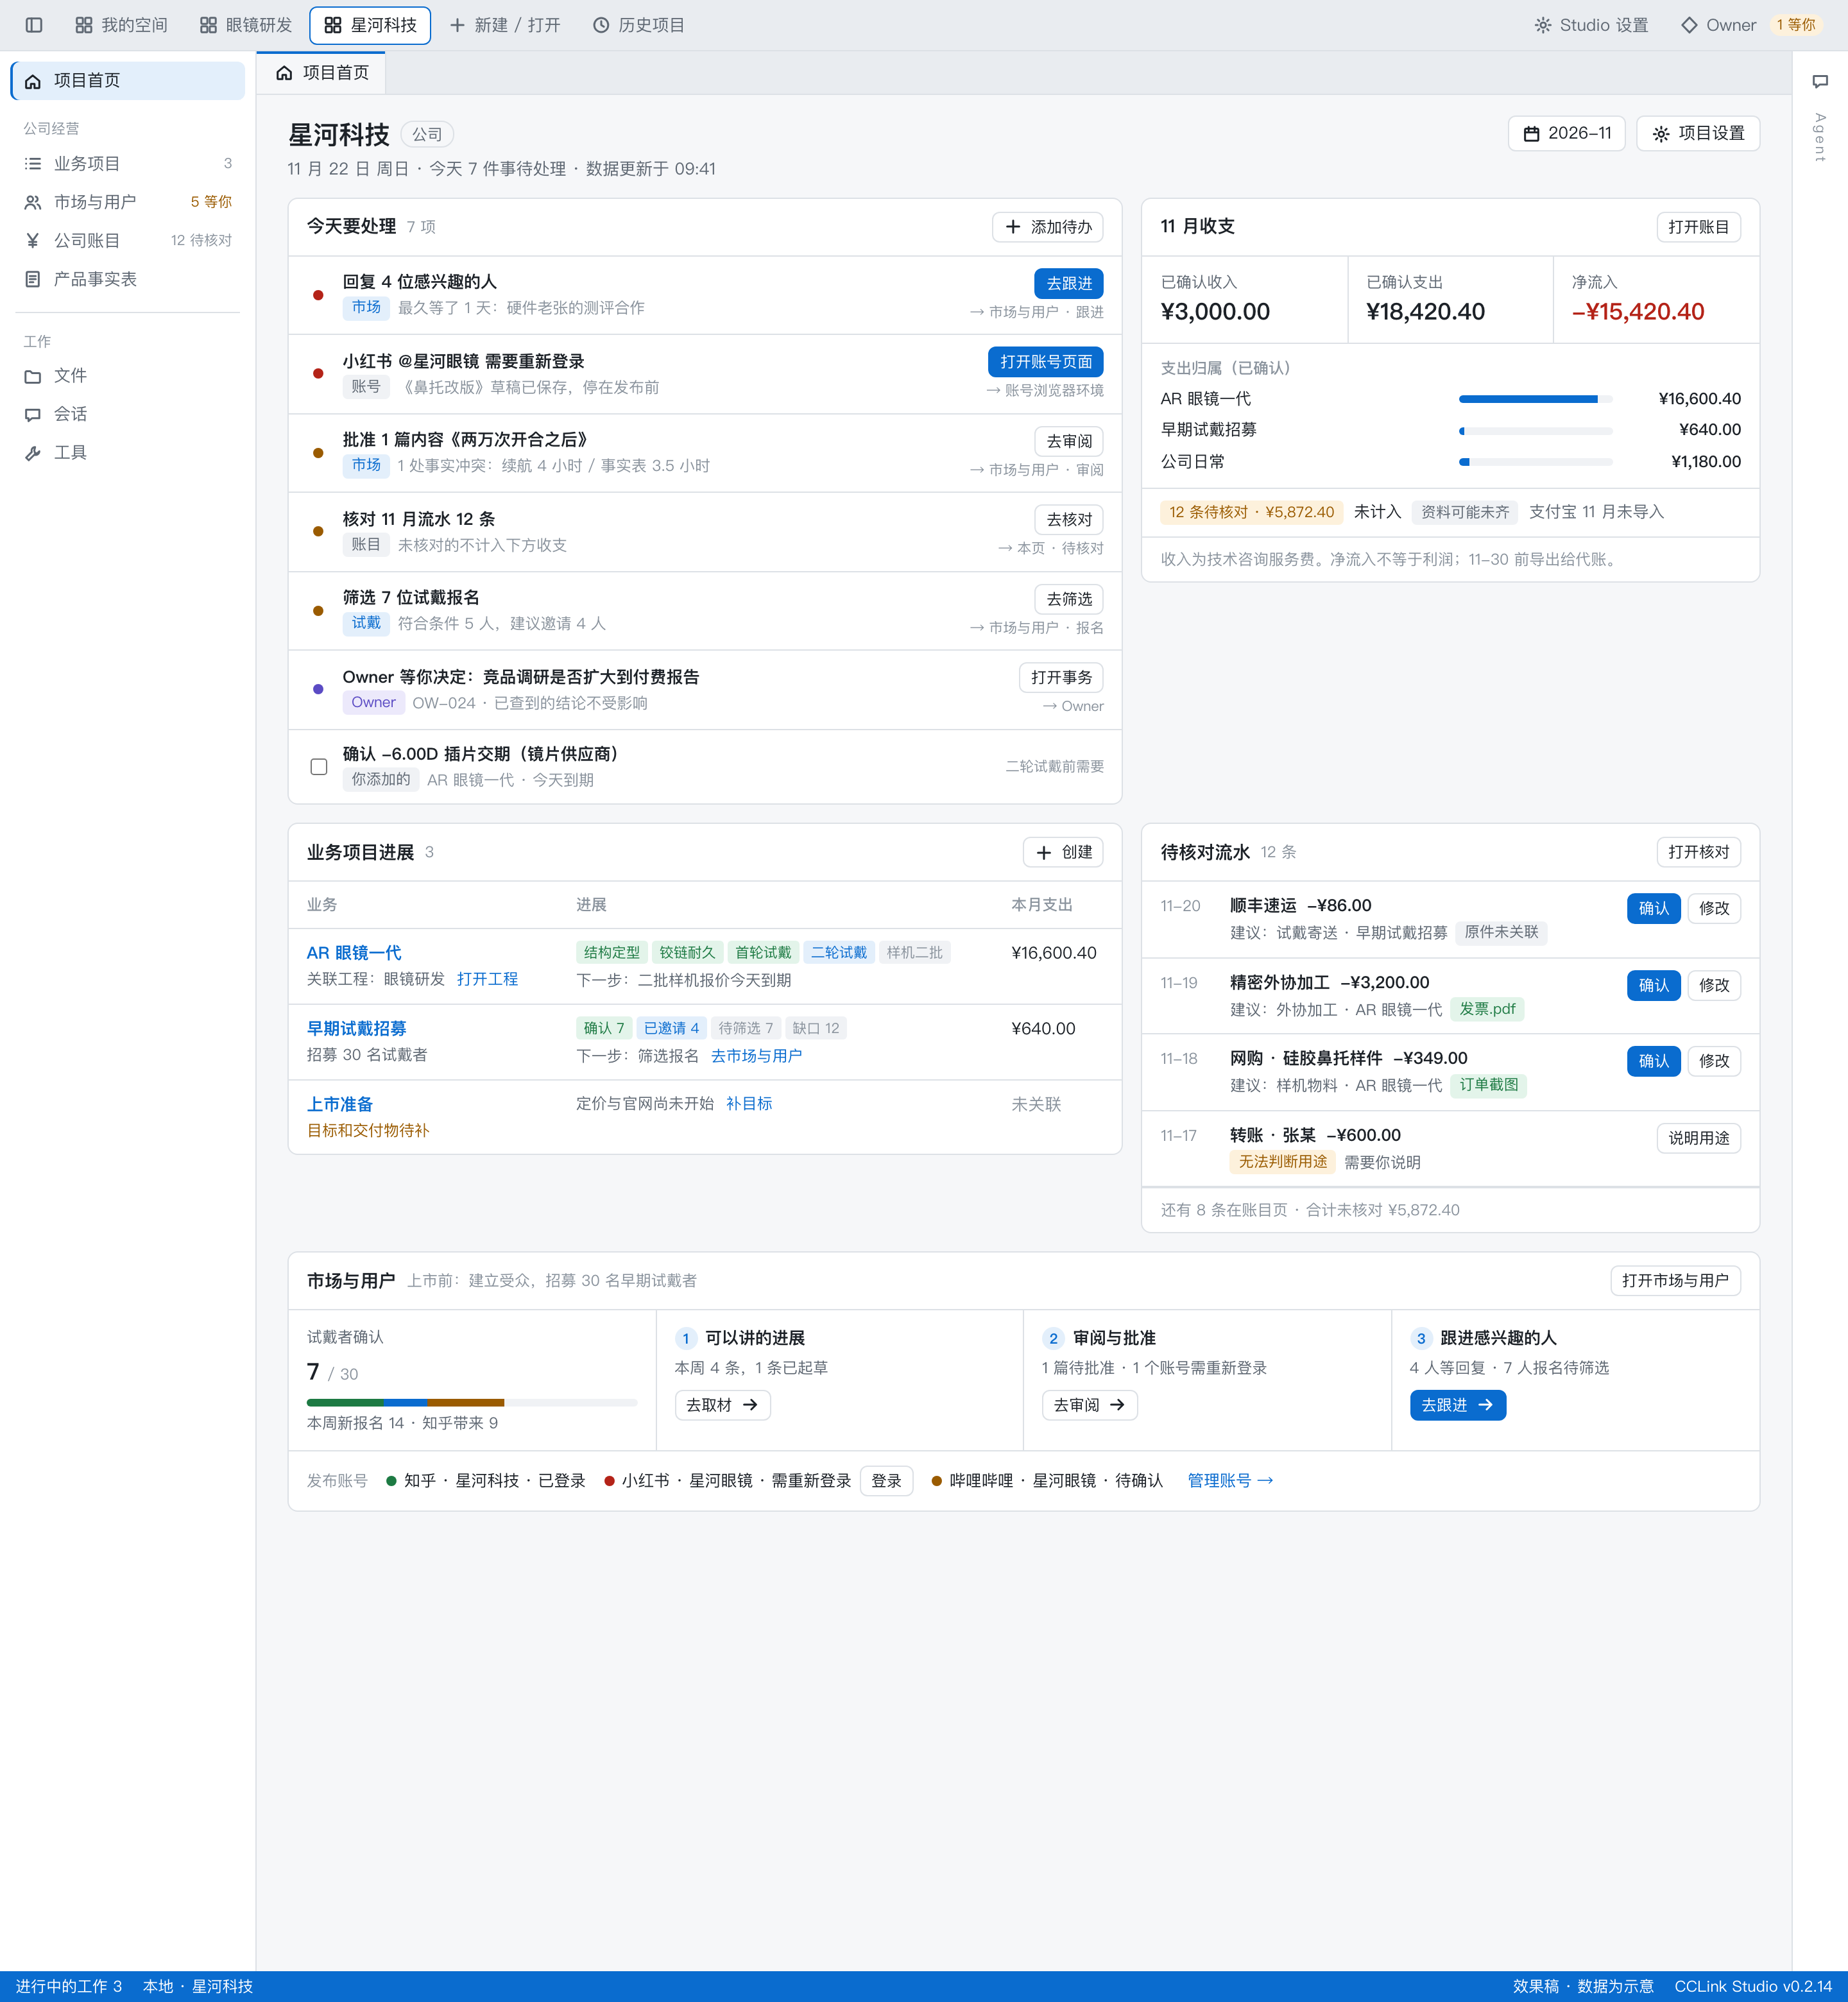 我的空间 眼镜研发 星河科技 新建 / 打开 历史项目 Studio 设置 Owner 1 等你
项目首页
公司经营
业务项目 3
市场与用户 5 等你
公司账目 12 待核对
产品事实表
工作
文件
会话
工具
项目首页
Agent
星河科技 公司 2026-11 项目设置
11 月 22 日 周日 · 今天 7 件事待处理 · 数据更新于 09:41
今天要处理 7 项 添加待办
回复 4 位感兴趣的人 去跟进
市场 最久等了 1 天：硬件老张的测评合作 → 市场与用户 · 跟进
小红书 @星河眼镜 需要重新登录 打开账号页面
账号 《鼻托改版》草稿已保存，停在发布前 → 账号浏览器环境
批准 1 篇内容《两万次开合之后》 去审阅
市场 1 处事实冲突：续航 4 小时 / 事实表 3.5 小时 → 市场与用户 · 审阅
核对 11 月流水 12 条 去核对
账目 未核对的不计入下方收支 → 本页 · 待核对
筛选 7 位试戴报名 去筛选
试戴 符合条件 5 人，建议邀请 4 人 → 市场与用户 · 报名
Owner 等你决定：竞品调研是否扩大到付费报告 打开事务
Owner OW-024 · 已查到的结论不受影响 → Owner
确认 -6.00D 插片交期（镜片供应商）
你添加的 AR 眼镜一代 · 今天到期 二轮试戴前需要
11 月收支 打开账目
已确认收入 已确认支出 净流入
¥3,000.00 ¥18,420.40 -¥15,420.40
支出归属（已确认）
AR 眼镜一代 ¥16,600.40
早期试戴招募 ¥640.00
公司日常 ¥1,180.00
12 条待核对 · ¥5,872.40 未计入 资料可能未齐 支付宝 11 月未导入
收入为技术咨询服务费。净流入不等于利润；11-30 前导出给代账。
业务项目进展 3 创建
业务 进展 本月支出
AR 眼镜一代 结构定型 铰链耐久 首轮试戴 二轮试戴 样机二批 ¥16,600.40
关联工程：眼镜研发 打开工程 下一步：二批样机报价今天到期
早期试戴招募 确认 7 已邀请 4 待筛选 7 缺口 12 ¥640.00
招募 30 名试戴者 下一步：筛选报名 去市场与用户
上市准备 定价与官网尚未开始 补目标 未关联
目标和交付物待补
待核对流水 12 条 打开核对
11-20 顺丰速运 -¥86.00 确认 修改
建议：试戴寄送 · 早期试戴招募 原件未关联
11-19 精密外协加工 -¥3,200.00 确认 修改
建议：外协加工 · AR 眼镜一代 发票.pdf
11-18 网购 · 硅胶鼻托样件 -¥349.00 确认 修改
建议：样机物料 · AR 眼镜一代 订单截图
11-17 转账 · 张某 -¥600.00 说明用途
无法判断用途 需要你说明
还有 8 条在账目页 · 合计未核对 ¥5,872.40
市场与用户 上市前：建立受众，招募 30 名早期试戴者 打开市场与用户
试戴者确认
7 / 30
本周新报名 14 · 知乎带来 9
1 可以讲的进展
本周 4 条，1 条已起草
去取材 →
2 审阅与批准
1 篇待批准 · 1 个账号需重新登录
去审阅 →
3 跟进感兴趣的人
4 人等回复 · 7 人报名待筛选
去跟进 →
发布账号 知乎 · 星河科技 · 已登录 小红书 · 星河眼镜 · 需重新登录 登录 哔哩哔哩 · 星河眼镜 · 待确认 管理账号 →
进行中的工作 3 本地 · 星河科技 效果稿 · 数据为示意 CCLink Studio v0.2.14